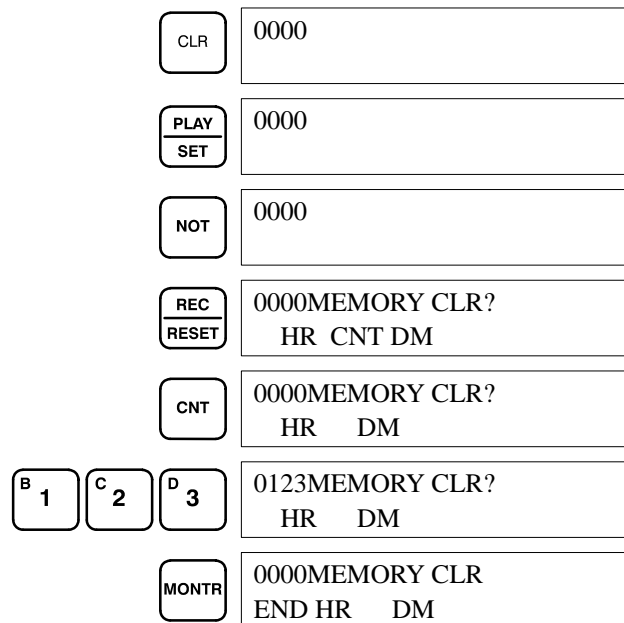 CLR
0000
PLAY
SET
0000
NOT
0000
REC
RESET
0000MEMORY CLR?
HR CNT DM
CNT
0000MEMORY CLR?
HR DM
B 1 C 2 D 3
0123MEMORY CLR?
HR DM
MONTR
0000MEMORY CLR
END HR DM